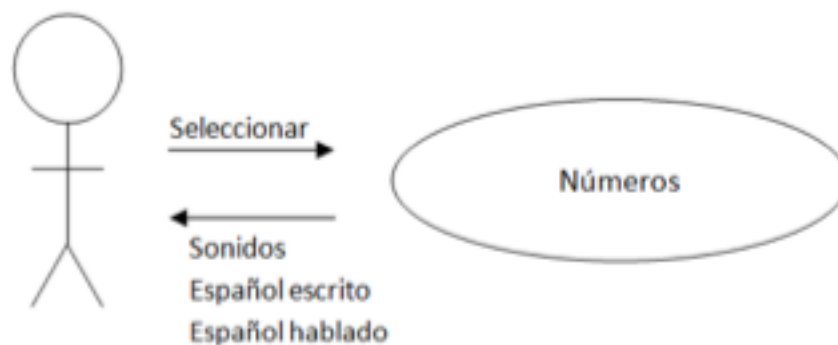 Seleccionar
Números
Sonidos
Español escrito
Español hablado